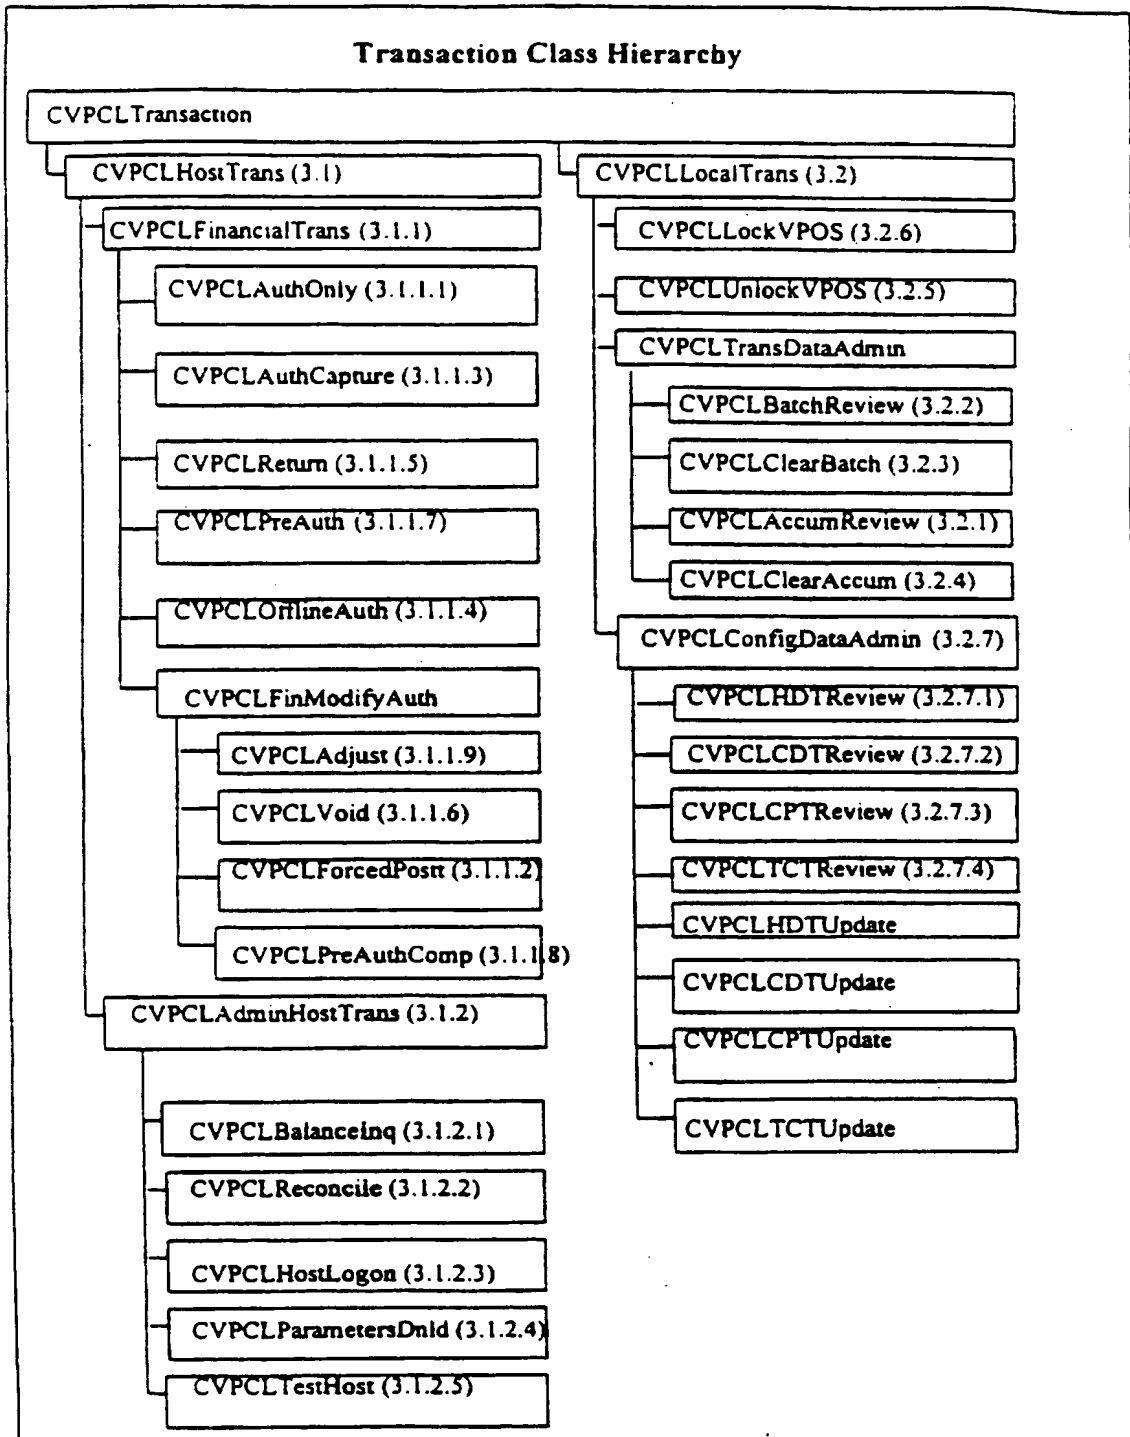 Transaction Class Hierarchy
CVPCLTransaction
CVPCLHostTrans (3.1)
CVPCLFinancialTrans (3.1.1)
CVPCLAuthOnly (3.1.1.1)
CVPCLAuthCapture (3.1.1.3)
CVPCLReturn (3.1.1.5)
CVPCLPreAuth (3.1.1.7)
CVPCLOfflineAuth (3.1.1.4)
CVPCLFinModifyAuth
CVPCLAdjust (3.1.1.9)
CVPCLVoid (3.1.1.6)
CVPCLForcedPostt (3.1.1.2)
CVPCLPreAuthComp (3.1.1.8)
CVPCLAdminHostTrans (3.1.2)
CVPCLBalanceInq (3.1.2.1)
CVPCLReconcile (3.1.2.2)
CVPCLHostLogon (3.1.2.3)
CVPCLParametersDnld (3.1.2.4)
CVPCLTestHost (3.1.2.5)
CVPCLLocalTrans (3.2)
CVPCLLockVPOS (3.2.6)
CVPCLUnlockVPOS (3.2.5)
CVPCLTransDataAdmin
CVPCLBatchReview (3.2.2)
CVPCLClearBatch (3.2.3)
CVPCLAccumReview (3.2.1)
CVPCLClearAccum (3.2.4)
CVPCLConfigDataAdmin (3.2.7)
CVPCLHDTReview (3.2.7.1)
CVPCLCDTReview (3.2.7.2)
CVPCLCPTReview (3.2.7.3)
CVPCLTCTReview (3.2.7.4)
CVPCLHDTUpdate
CVPCLCDTUpdate
CVPCLCPTUpdate
CVPCLTCTUpdate